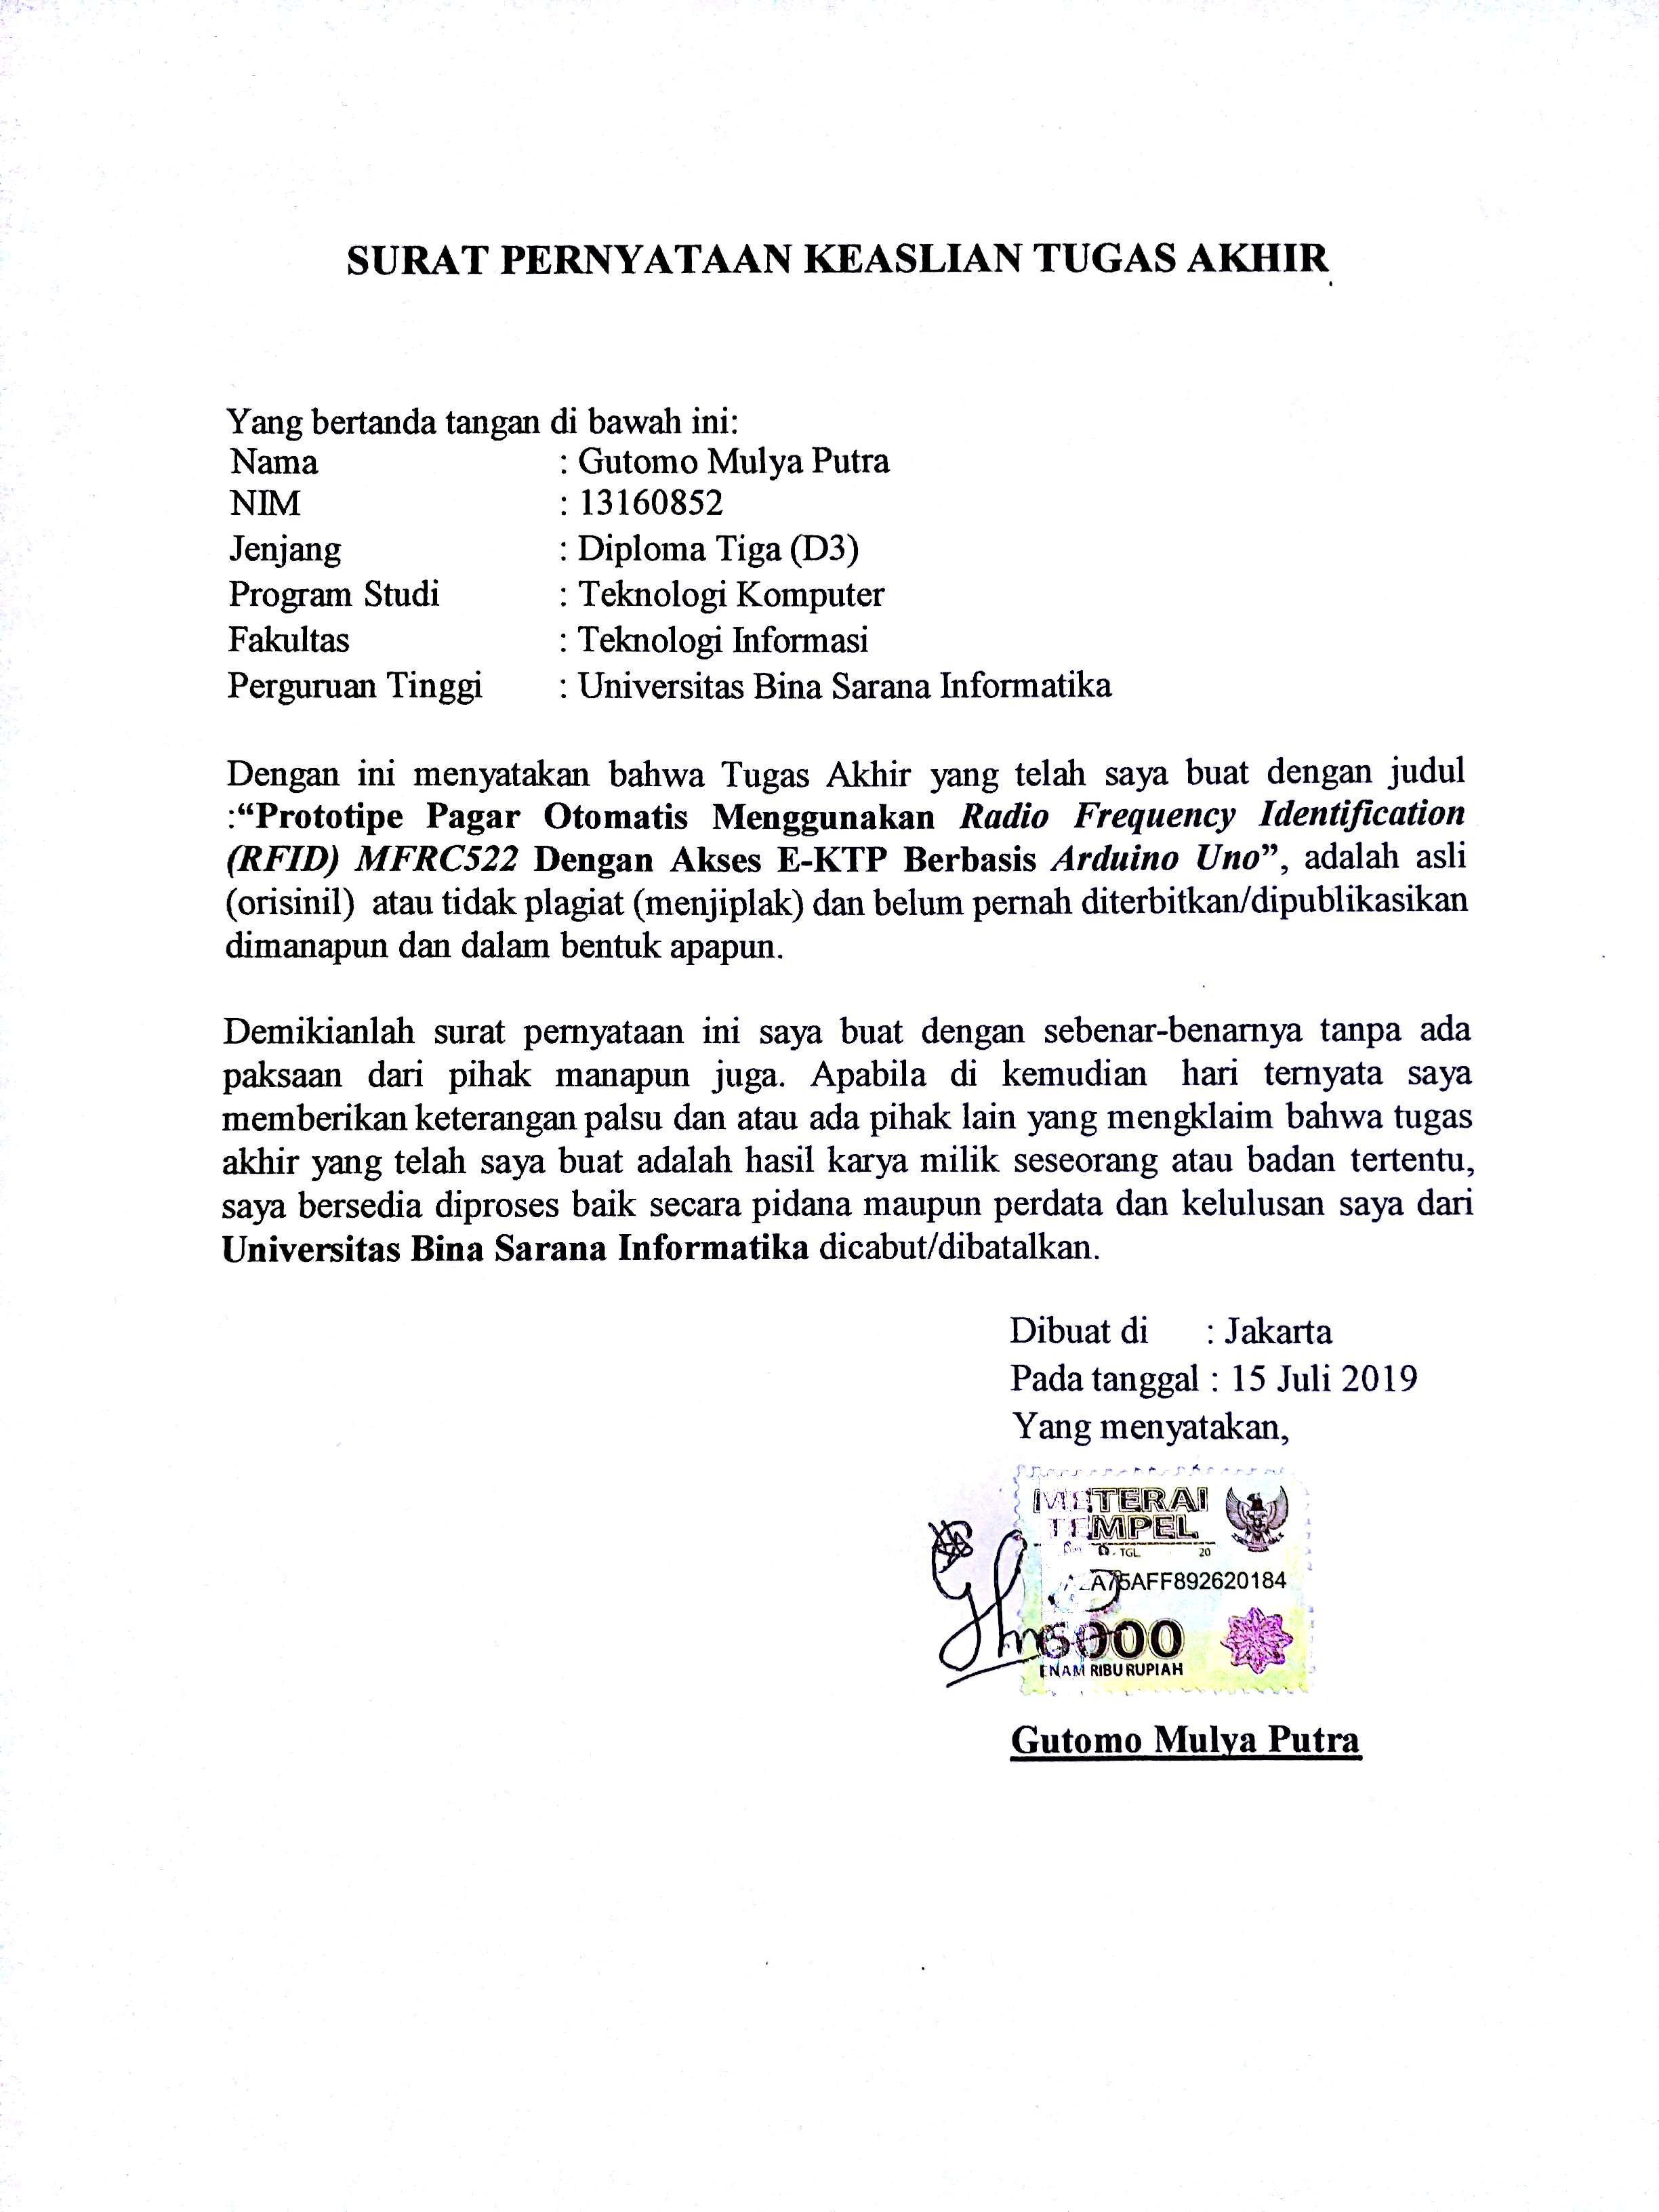 SURAT PERNYATAAN KEASLIAN TUGAS AKHIR
Yang bertanda tangan di bawah ini:
Nama : Gutomo Mulya Putra
NIM : 13160852
Jenjang : Diploma Tiga (D3)
Program Studi : Teknologi Komputer
Fakultas : Teknologi Informasi
Perguruan Tinggi : Universitas Bina Sarana Informatika
Dengan ini menyatakan bahwa Tugas Akhir yang telah saya buat dengan judul
:“Prototipe Pagar Otomatis Menggunakan Radio Frequency Identification
(RFID) MFRC522 Dengan Akses E-KTP Berbasis Arduino Uno”, adalah asli
(orisinil) atau tidak plagiat (menjiplak) dan belum pernah diterbitkan/dipublikasikan
dimanapun dan dalam bentuk apapun.
Demikianlah surat pernyataan ini saya buat dengan sebenar-benarnya tanpa ada
paksaan dari pihak manapun juga. Apabila di kemudian hari ternyata saya
memberikan keterangan palsu dan atau ada pihak lain yang mengklaim bahwa tugas
akhir yang telah saya buat adalah hasil karya milik seseorang atau badan tertentu,
saya bersedia diproses baik secara pidana maupun perdata dan kelulusan saya dari
Universitas Bina Sarana Informatika dicabut/dibatalkan.
Dibuat di : Jakarta
Pada tanggal : 15 Juli 2019
Yang menyatakan,
METERAI
TEMPEL
TGL 20
6000
ENAM RIBU RUPIAH
Gutomo Mulya Putra